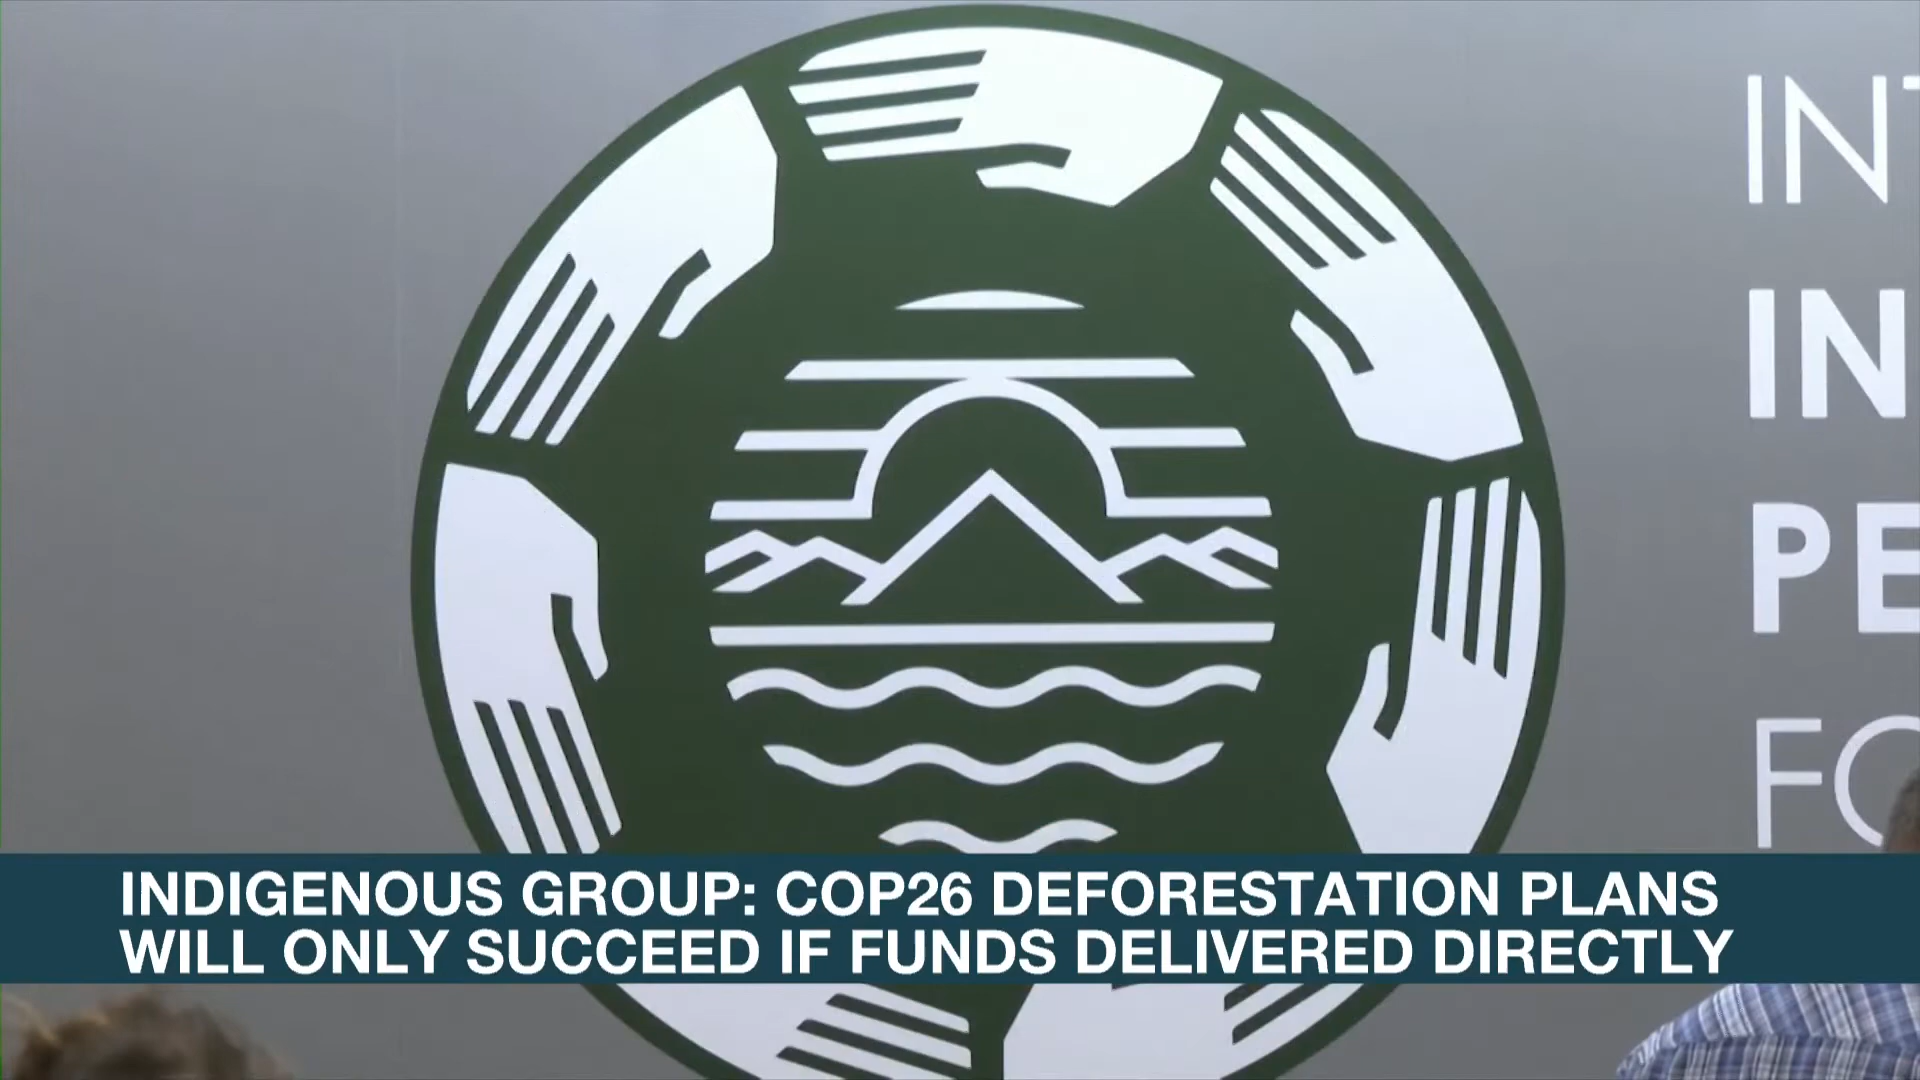 INT
IN
PE
FO
INDIGENOUS GROUP: COP26 DEFORESTATION PLANS
WILL ONLY SUCCEED IF FUNDS DELIVERED DIRECTLY